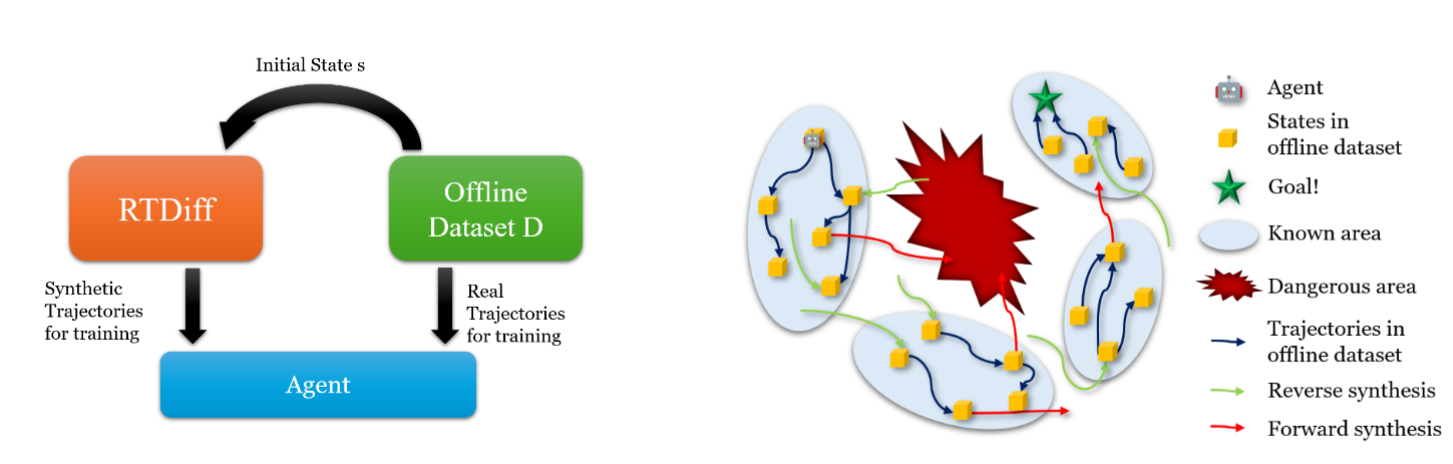 Initial State s
RTDiff
Offline
Dataset D
Synthetic
Trajectories
for training
Real
Trajectories
for training
Agent
Agent
States in
offline dataset
Goal!
Known area
Dangerous area
Trajectories in
offline dataset
Reverse synthesis
Forward synthesis